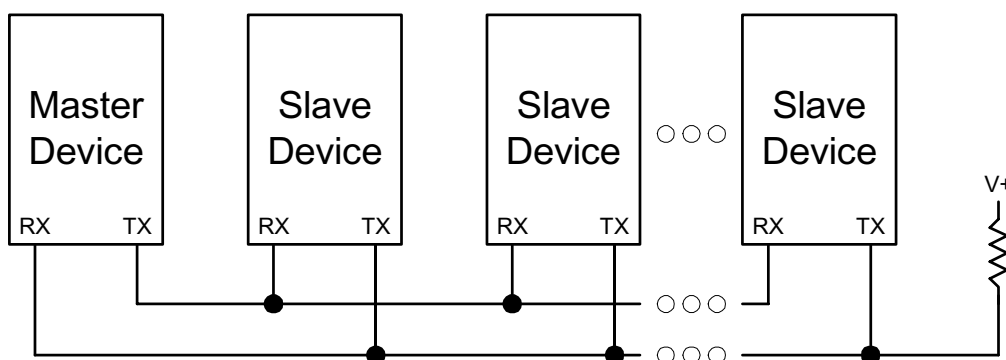 Master
Device
Slave
Device
Slave
Device
Slave
Device
V+
RX TX
RX TX
RX TX
RX TX